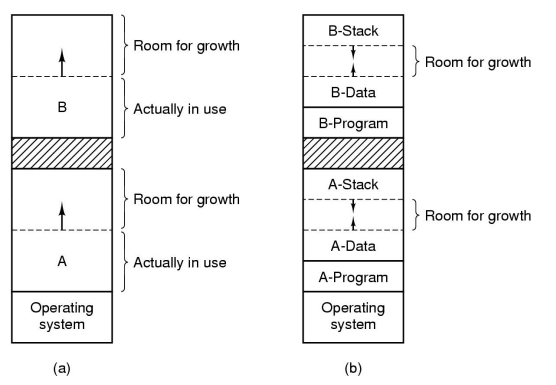 Room for growth
B
Actually in use
Room for growth
A
Actually in use
Operating
system
(a)
B-Stack
Room for growth
B-Data
B-Program
A-Stack
Room for growth
A-Data
A-Program
Operating
system
(b)